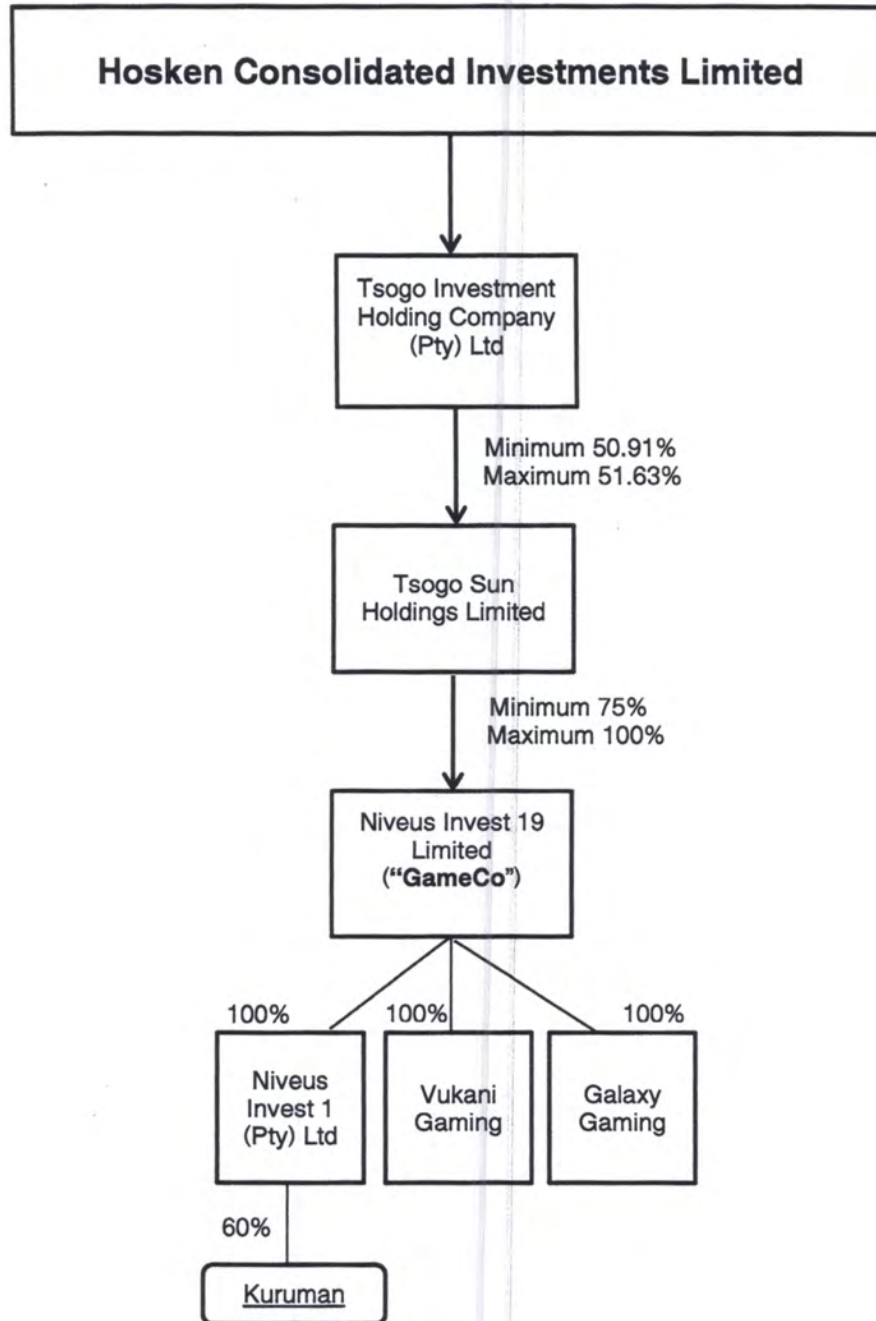 Hosken Consolidated Investments Limited
Tsogo Investment
Holding Company
(Pty) Ltd
Minimum 50.91%
Maximum 51.63%
Tsogo Sun
Holdings Limited
Minimum 75%
Maximum 100%
Niveus Invest 19
Limited
(“GameCo”)
100%
100%
100%
Niveus
Invest 1
(Pty) Ltd
Vukani
Gaming
Galaxy
Gaming
60%
Kuruman